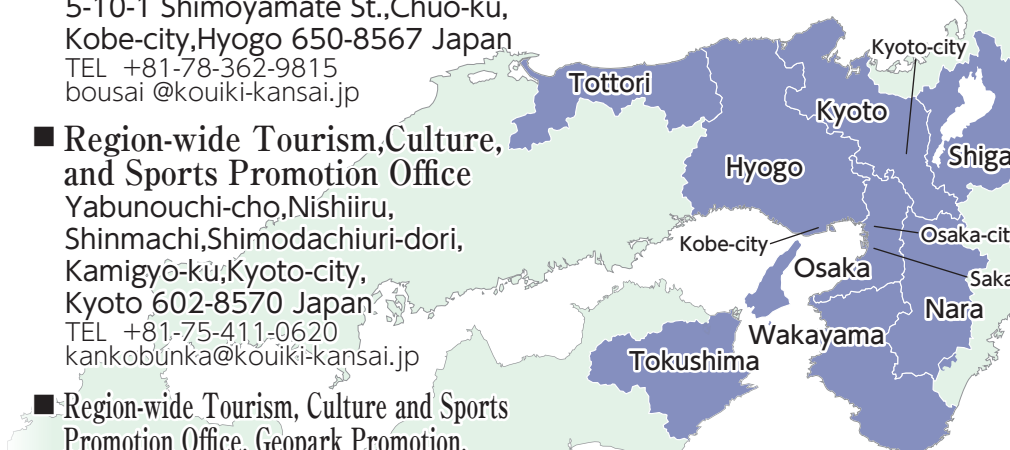 5-10-1 Shimoyamate St.,Chuo-ku,
Kobe-city,Hyogo 650-8567 Japan
TEL +81-78-362-9815
bousai @kouiki-kansai.jp
■ Region-wide Tourism,Culture,
and Sports Promotion Office
Yabunouchi-cho,Nishiiru,
Shinmachi,Shimodachiuri-dori,
Kamigyo-ku,Kyoto-city,
Kyoto 602-8570 Japan
TEL +81-75-411-0620
kankobunka@kouiki-kansai.jp
■ Region-wide Tourism, Culture and Sports
Promotion Office, Geopark Promotion,
Kyoto-city
Tottori
Kyoto
Shiga
Hyogo
Kobe-city
Osaka-cit
Osaka
Saka
Nara
Wakayama
Tokushima